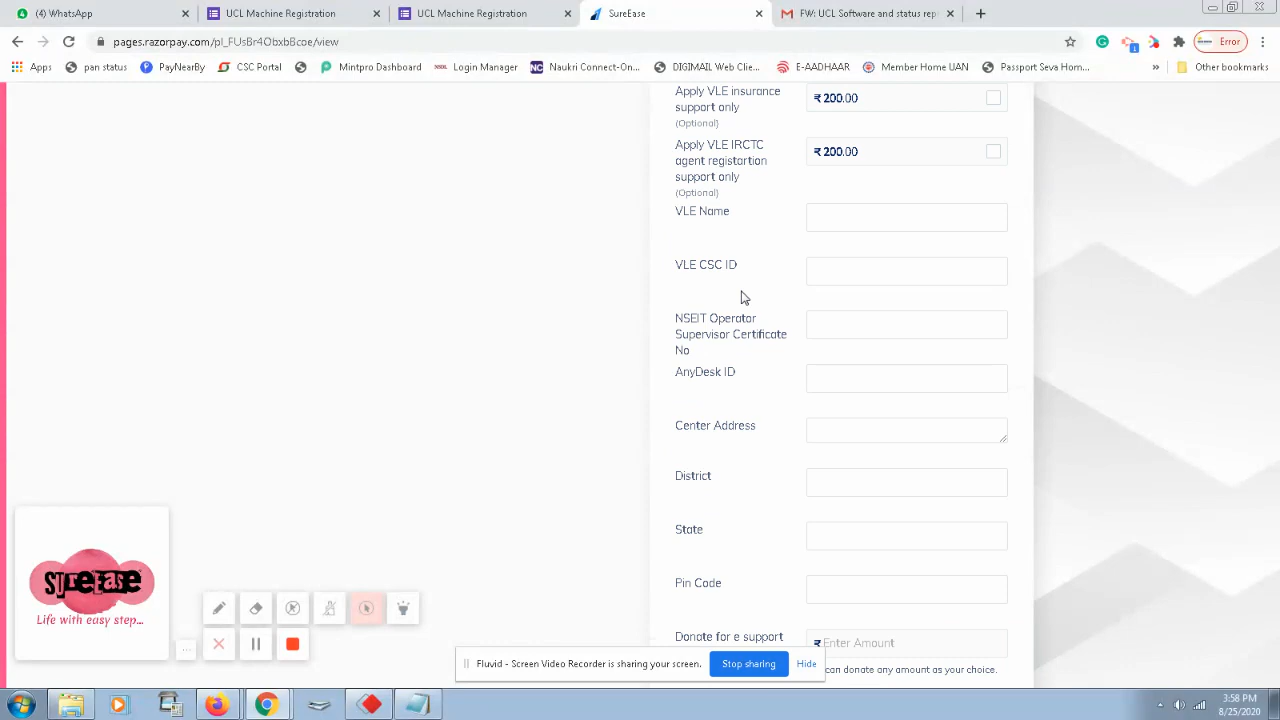 (4) WhatsApp
UCL Machine Registration
UCL Machine Registration
SureEase
FW: UCL Software and status rep
pages.razorpay.com/pl_FUsBr4ObxbBcoe/view
Error
Apps
pan status
PayNearBy
CSC Portal
Mintpro Dashboard
Login Manager
Naukri Connect-On...
DIGIMAIL Web Clie...
E-AADHAAR
Member Home UAN
Passport Seva Hom...
Other bookmarks
Apply VLE insurance
support only
(Optional)
₹ 200.00
Apply VLE IRCTC
agent registartion
support only
(Optional)
₹ 200.00
VLE Name
VLE CSC ID
NSEIT Operator
Supervisor Certificate
No
AnyDesk ID
Center Address
District
State
Pin Code
Donate for e support
₹ Enter Amount
can donate any amount as your choice.
SureEase
Life with easy step...
Fluvid - Screen Video Recorder is sharing your screen.
Stop sharing
Hide
3:58 PM
8/25/2020